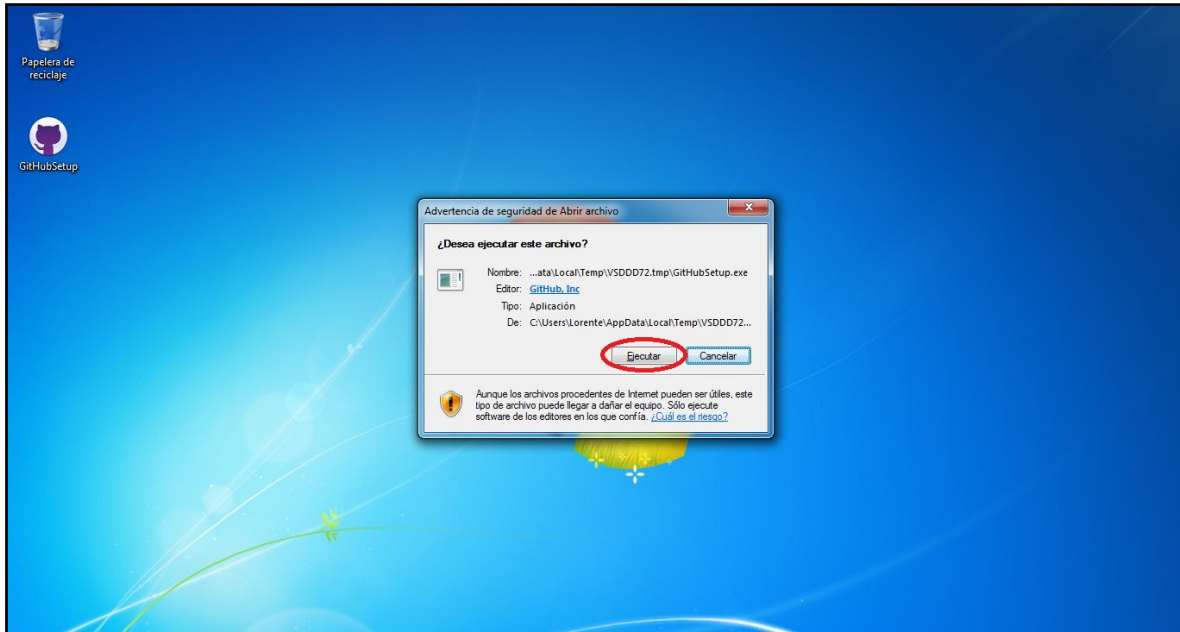 Papelera de
reciclaje
GitHubSetup
Advertencia de seguridad de Abrir archivo
¿Desea ejecutar este archivo?
Nombre: ...ata\Local\Temp\VSDDD72.tmp\GitHubSetup.exe
Editor: GitHub, Inc
Tipo: Aplicación
De: C:\Users\Lorente\AppData\Local\Temp\VSDDD72...
Ejecutar Cancelar
Aunque los archivos procedentes de Internet pueden ser útiles, este
tipo de archivo puede llegar a dañar el equipo. Sólo ejecute
software de los editores en los que confía. ¿Cuál es el riesgo?